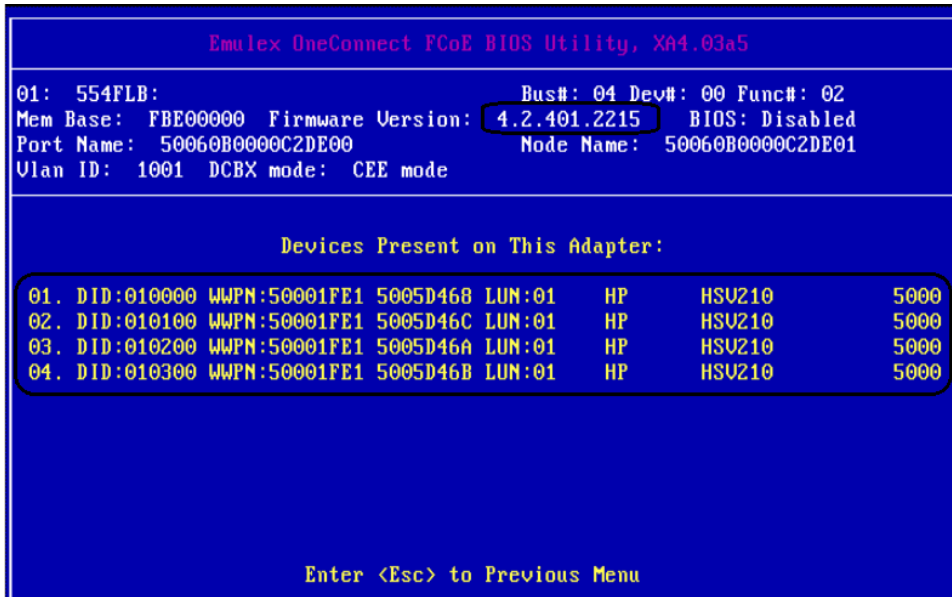 Emulex OneConnect FCoE BIOS Utility, XA4.03a5
01: 554FLB: Bus#: 04 Dev#: 00 Func#: 02
Mem Base: FBE00000 Firmware Version: 4.2.401.2215 BIOS: Disabled
Port Name: 50060B0000C2DE00 Node Name: 50060B0000C2DE01
Vlan ID: 1001 DCBX mode: CEE mode
Devices Present on This Adapter:
01. DID:010000 WWPN:50001FE1 5005D468 LUN:01 HP HSV210 5000
02. DID:010100 WWPN:50001FE1 5005D46C LUN:01 HP HSV210 5000
03. DID:010200 WWPN:50001FE1 5005D46A LUN:01 HP HSV210 5000
04. DID:010300 WWPN:50001FE1 5005D46B LUN:01 HP HSV210 5000
Enter <Esc> to Previous Menu